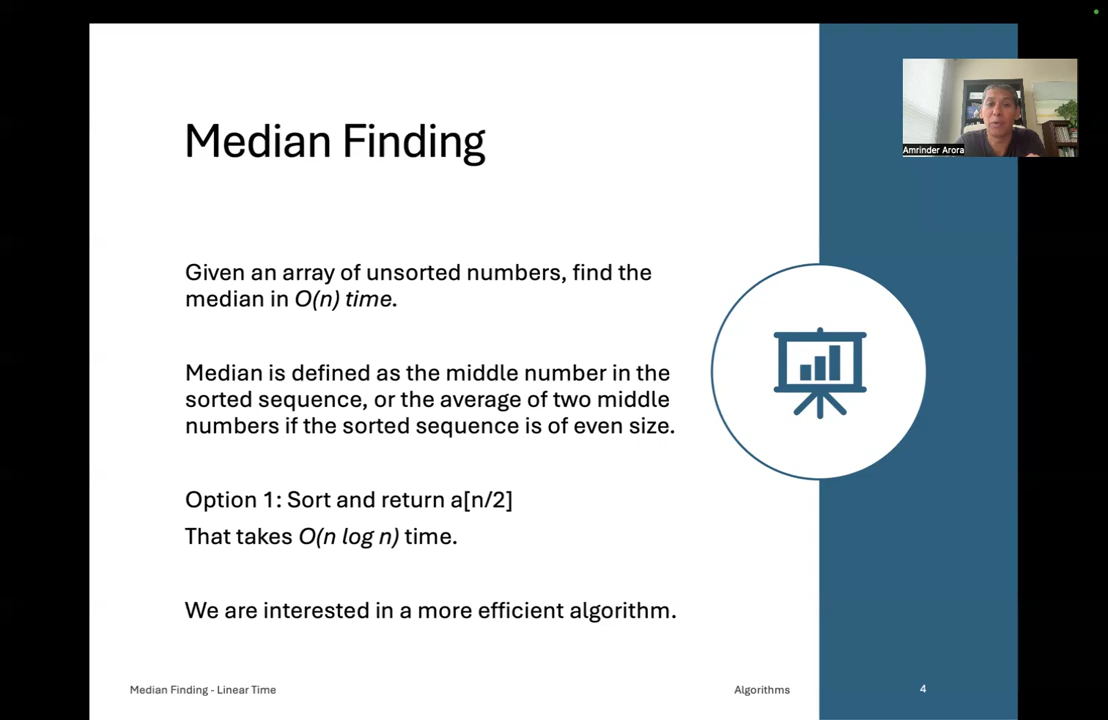 Median Finding
Amrinder Arora
Given an array of unsorted numbers, find the
median in O(n) time.
Median is defined as the middle number in the
sorted sequence, or the average of two middle
numbers if the sorted sequence is of even size.
Option 1: Sort and return a[n/2]
That takes O(n log n) time.
We are interested in a more efficient algorithm.
Median Finding - Linear Time
Algorithms
4